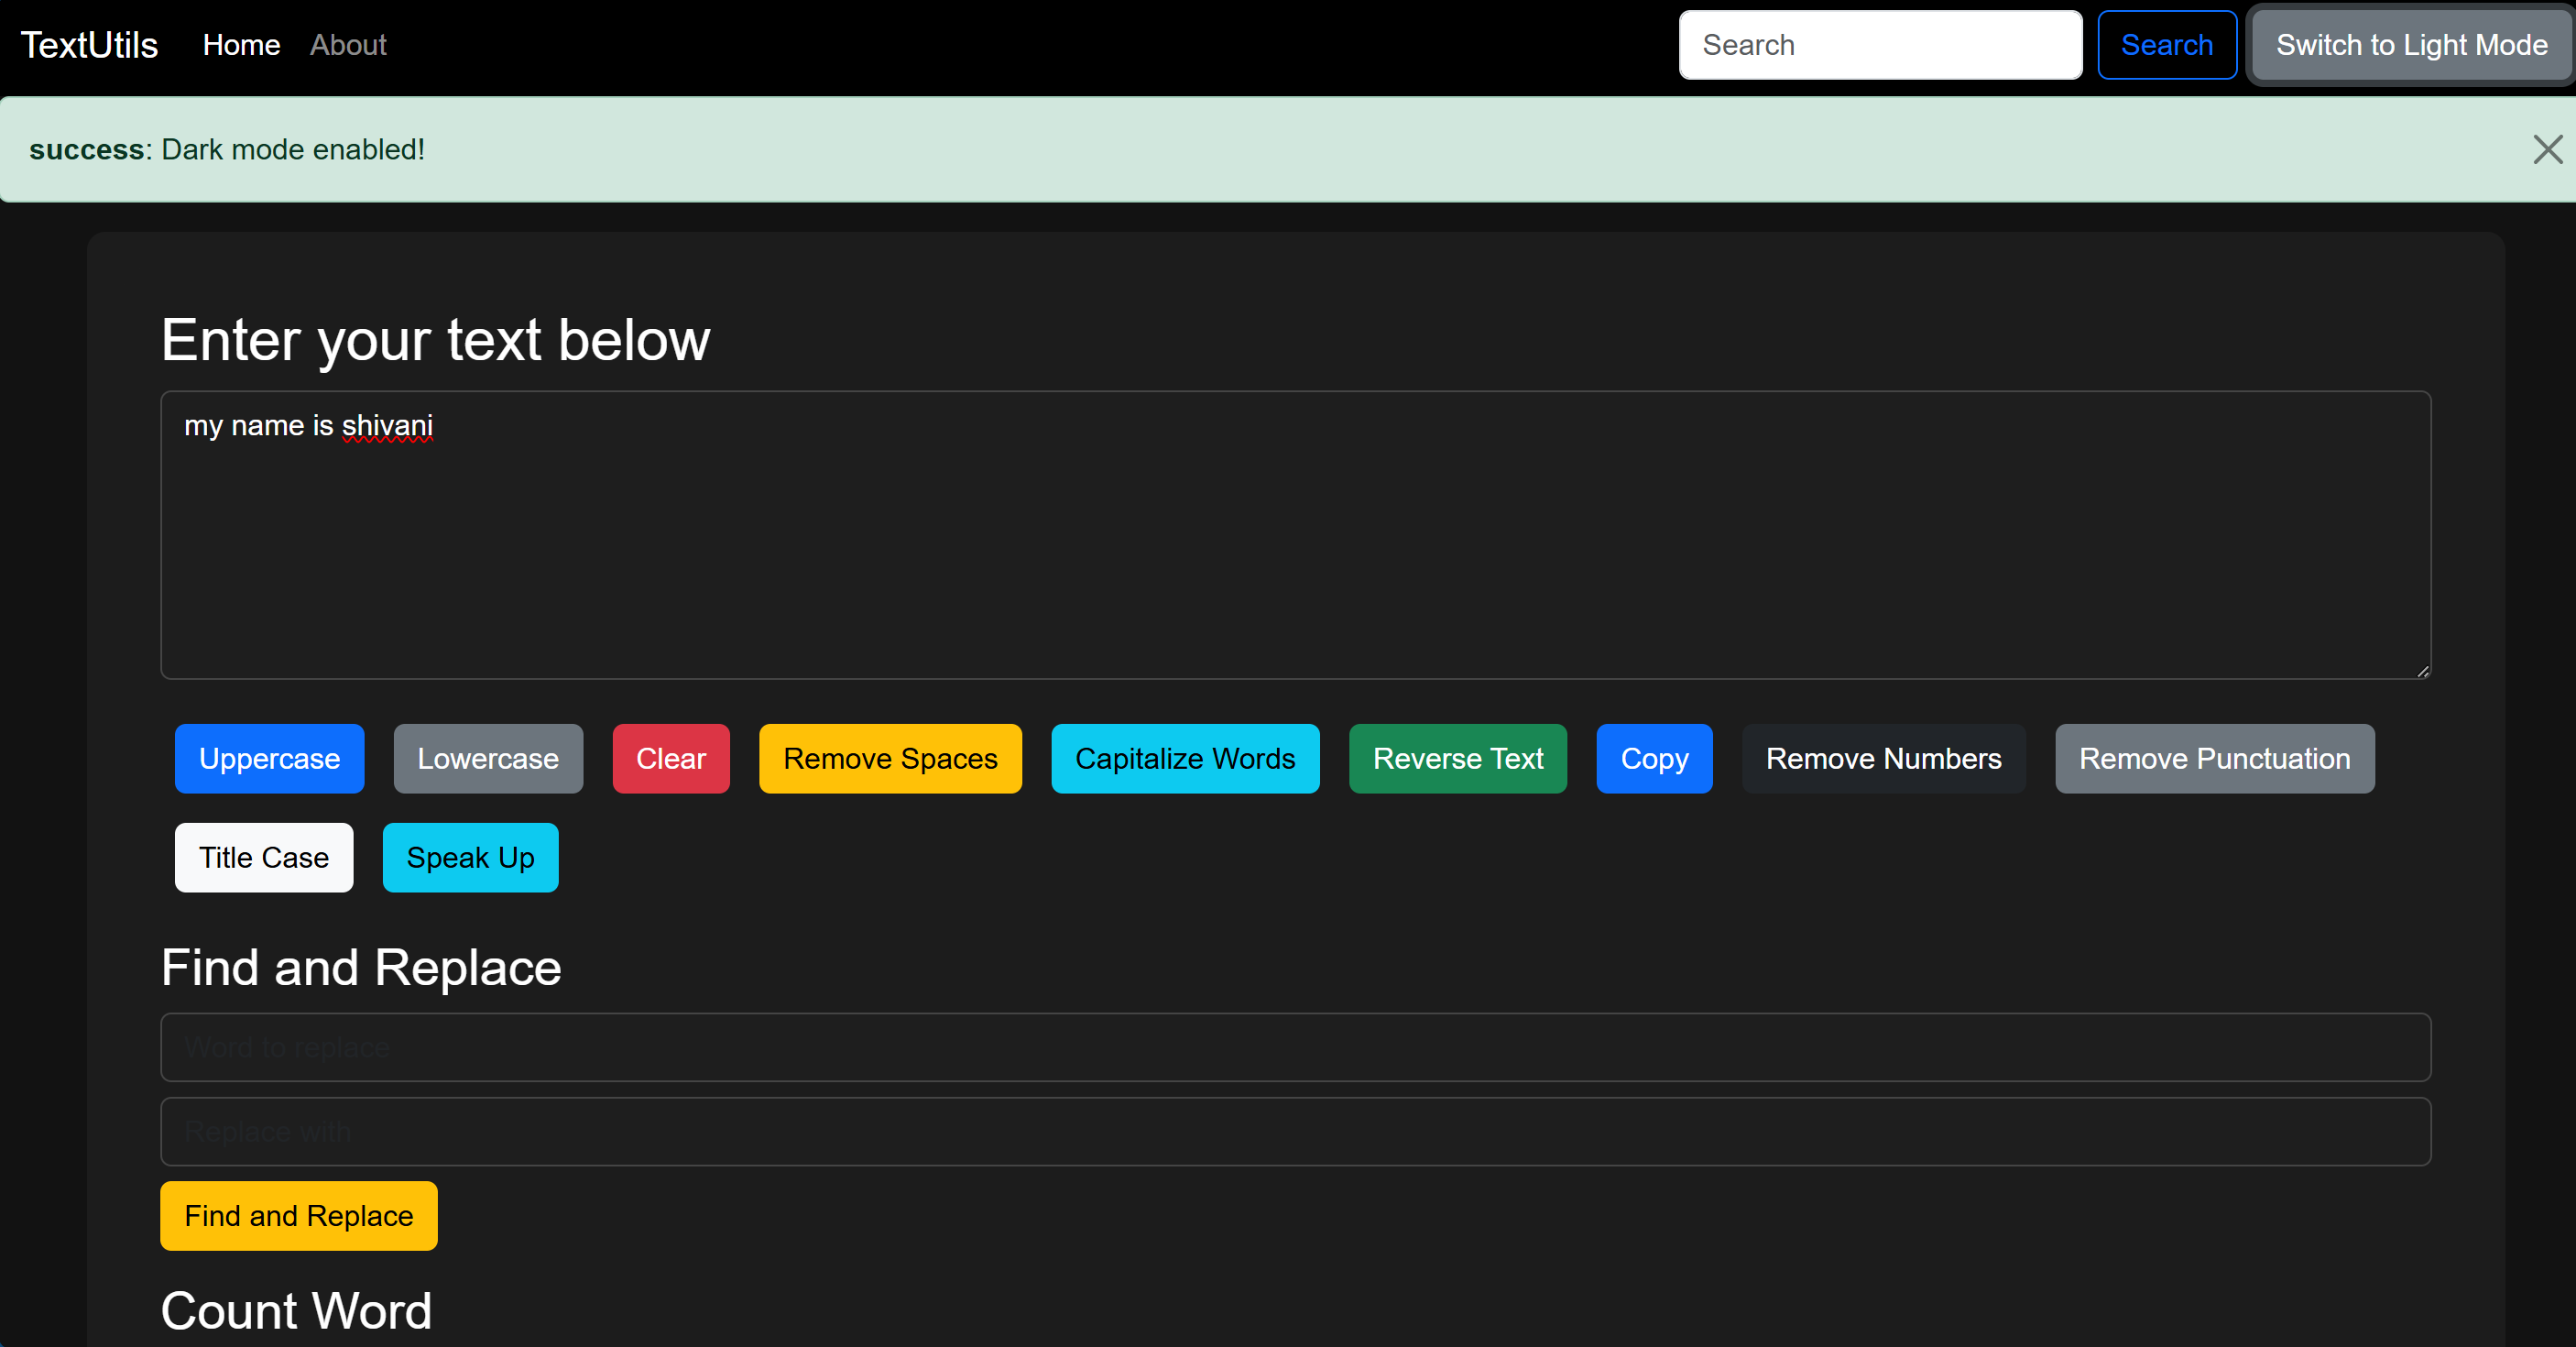 TextUtils Home About Search Search Switch to Light Mode
success: Dark mode enabled!
Enter your text below
my name is shivani
Uppercase Lowercase Clear Remove Spaces Capitalize Words Reverse Text Copy Remove Numbers Remove Punctuation
Title Case Speak Up
Find and Replace
Word to replace
Replace with
Find and Replace
Count Word